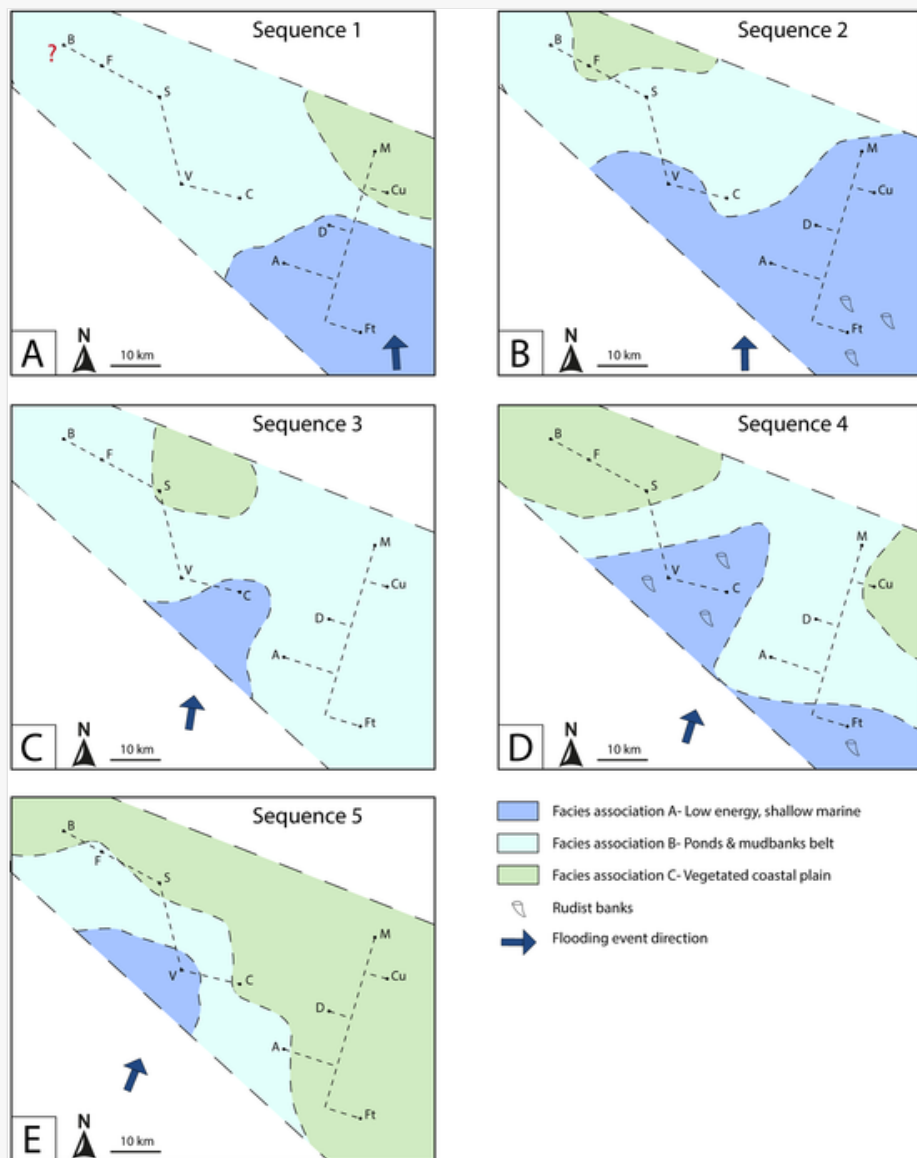 Sequence 1
?
B
F
S
M
V
C
Cu
D
A
Ft
A
N
10 km
Sequence 2
B
F
S
M
V
C
Cu
D
A
Ft
B
N
10 km
Sequence 3
B
F
S
M
V
C
Cu
D
A
Ft
C
N
10 km
Sequence 4
B
F
S
M
V
C
Cu
D
A
Ft
D
N
10 km
Sequence 5
B
F
S
M
V
C
Cu
D
A
Ft
E
N
10 km
Facies association A- Low energy, shallow marine
Facies association B- Ponds & mudbanks belt
Facies association C- Vegetated coastal plain
Rudist banks
Flooding event direction